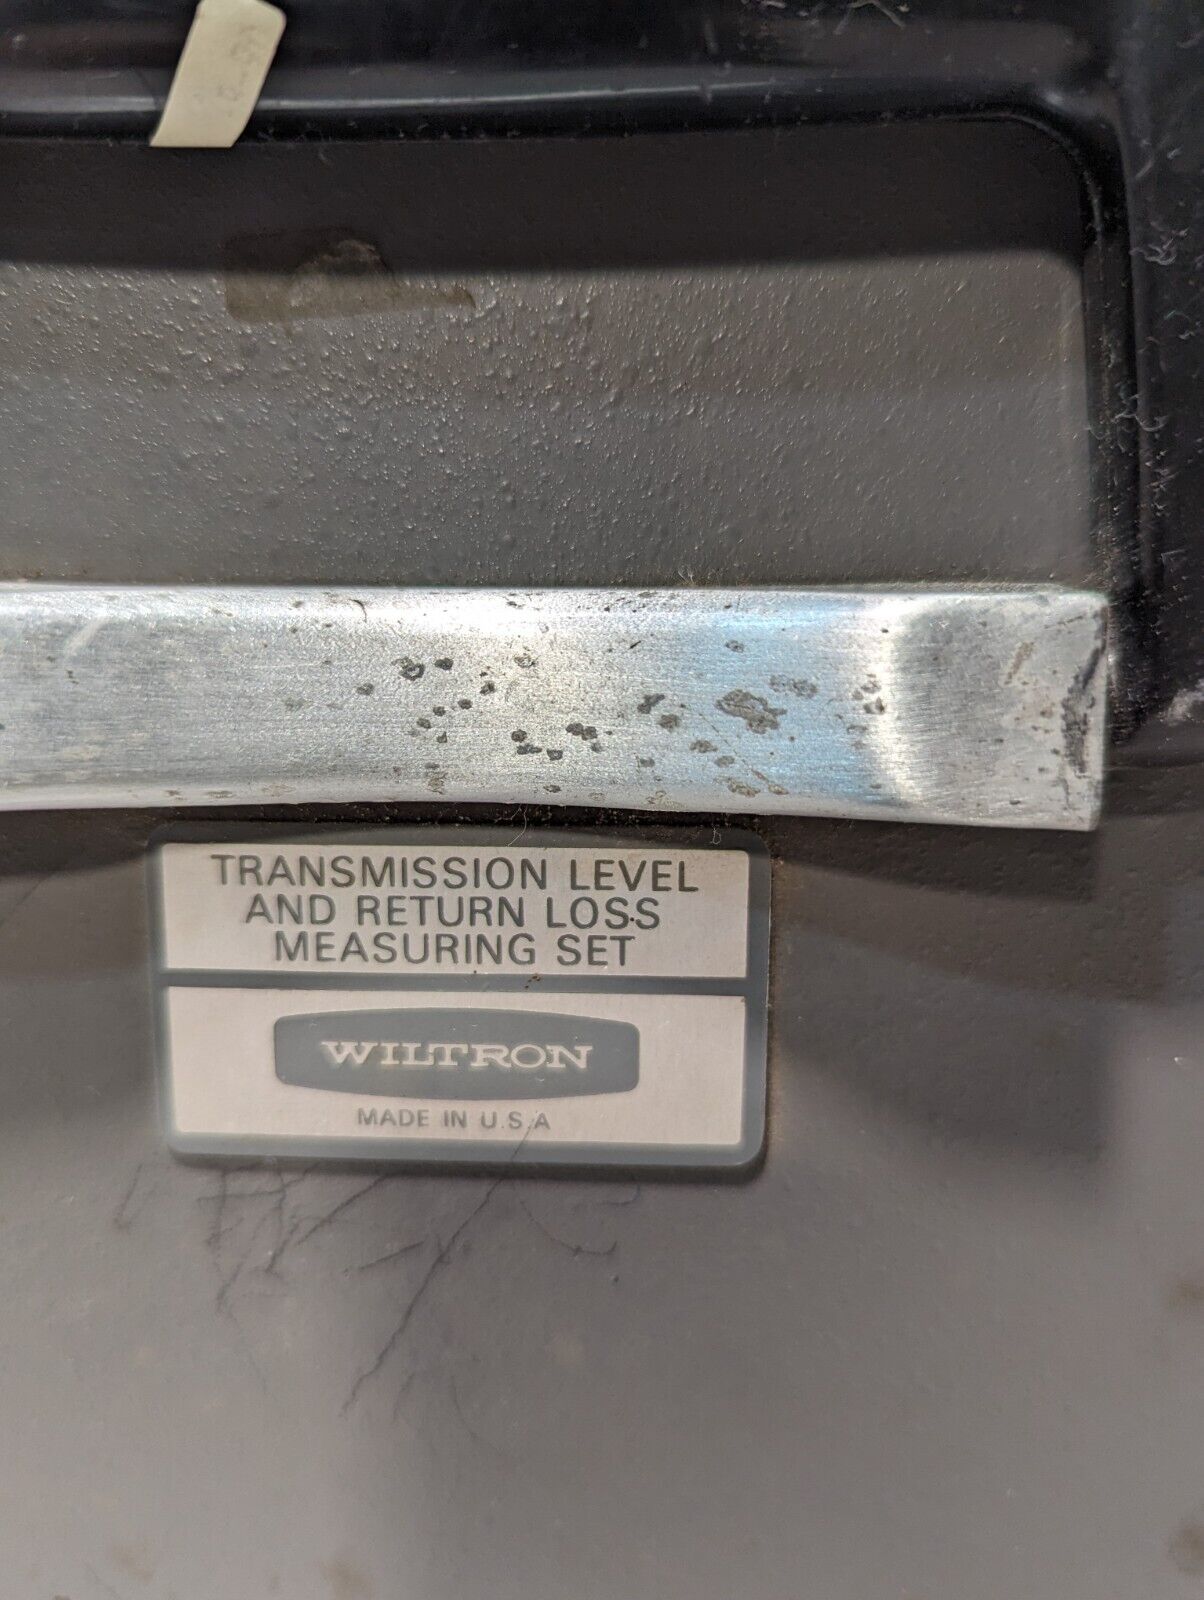 TRANSMISSION LEVEL
AND RETURN LOSS
MEASURING SET
WILTRON
MADE IN U.S.A